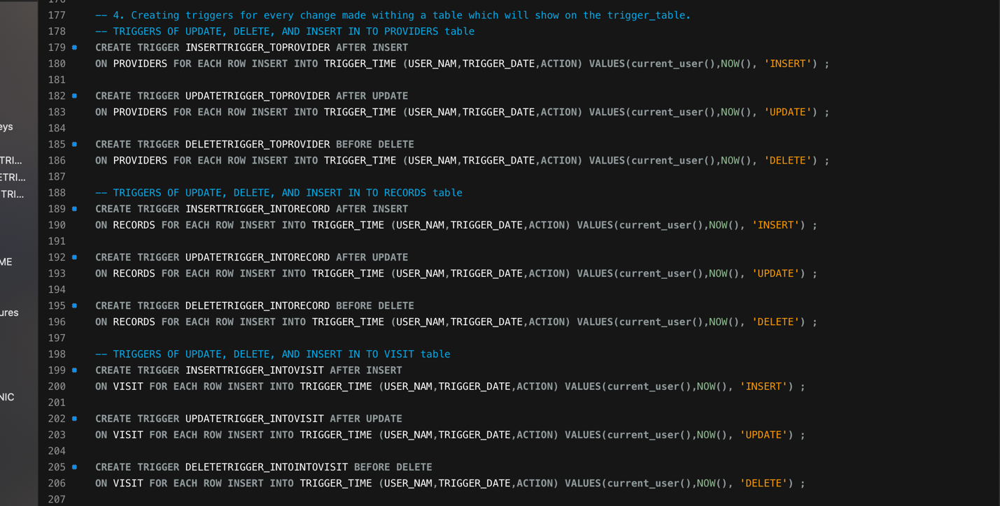 176
177 -- 4. Creating triggers for every change made withing a table which will show on the trigger_table.
178 -- TRIGGERS OF UPDATE, DELETE, AND INSERT IN TO PROVIDERS table
179 CREATE TRIGGER INSERTTRIGGER_TOPROVIDER AFTER INSERT
eys
180 ON PROVIDERS FOR EACH ROW INSERT INTO TRIGGER_TIME (USER_NAM,TRIGGER_DATE,ACTION) VALUES(current_user(),NOW(), 'INSERT') ;
181
182 CREATE TRIGGER UPDATETRIGGER_TOPROVIDER AFTER UPDATE
183 ON PROVIDERS FOR EACH ROW INSERT INTO TRIGGER_TIME (USER_NAM,TRIGGER_DATE,ACTION) VALUES(current_user(),NOW(), 'UPDATE') ;
184
TRI...
185 CREATE TRIGGER DELETETRIGGER_TOPROVIDER BEFORE DELETE
186 ON PROVIDERS FOR EACH ROW INSERT INTO TRIGGER_TIME (USER_NAM,TRIGGER_DATE,ACTION) VALUES(current_user(),NOW(), 'DELETE') ;
ETRI...
187
TRI...
188 -- TRIGGERS OF UPDATE, DELETE, AND INSERT IN TO RECORDS table
189 CREATE TRIGGER INSERTTRIGGER_INTORECORD AFTER INSERT
190 ON RECORDS FOR EACH ROW INSERT INTO TRIGGER_TIME (USER_NAM,TRIGGER_DATE,ACTION) VALUES(current_user(),NOW(), 'INSERT') ;
191
ME
192 CREATE TRIGGER UPDATETRIGGER_INTORECORD AFTER UPDATE
193 ON RECORDS FOR EACH ROW INSERT INTO TRIGGER_TIME (USER_NAM,TRIGGER_DATE,ACTION) VALUES(current_user(),NOW(), 'UPDATE') ;
194
ures
195 CREATE TRIGGER DELETETRIGGER_INTORECORD BEFORE DELETE
196 ON RECORDS FOR EACH ROW INSERT INTO TRIGGER_TIME (USER_NAM,TRIGGER_DATE,ACTION) VALUES(current_user(),NOW(), 'DELETE') ;
197
198 -- TRIGGERS OF UPDATE, DELETE, AND INSERT IN TO VISIT table
199 CREATE TRIGGER INSERTTRIGGER_INTOVISIT AFTER INSERT
200 ON VISIT FOR EACH ROW INSERT INTO TRIGGER_TIME (USER_NAM,TRIGGER_DATE,ACTION) VALUES(current_user(),NOW(), 'INSERT') ;
NIC
201
202 CREATE TRIGGER UPDATETRIGGER_INTOVISIT AFTER UPDATE
203 ON VISIT FOR EACH ROW INSERT INTO TRIGGER_TIME (USER_NAM,TRIGGER_DATE,ACTION) VALUES(current_user(),NOW(), 'UPDATE') ;
204
205 CREATE TRIGGER DELETETRIGGER_INTOINTOVISIT BEFORE DELETE
206 ON VISIT FOR EACH ROW INSERT INTO TRIGGER_TIME (USER_NAM,TRIGGER_DATE,ACTION) VALUES(current_user(),NOW(), 'DELETE') ;
207